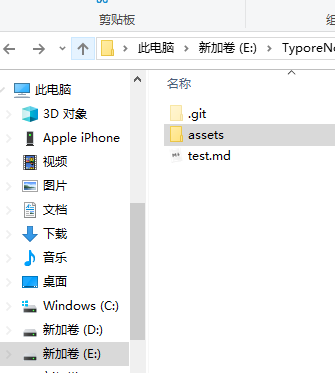 剪贴板
此电脑 新加卷 (E:)
名称
此电脑
3D 对象
Apple iPhone
视频
图片
文档
下载
音乐
桌面
Windows (C:)
新加卷 (D:)
新加卷 (E:)
.git
assets
test.md